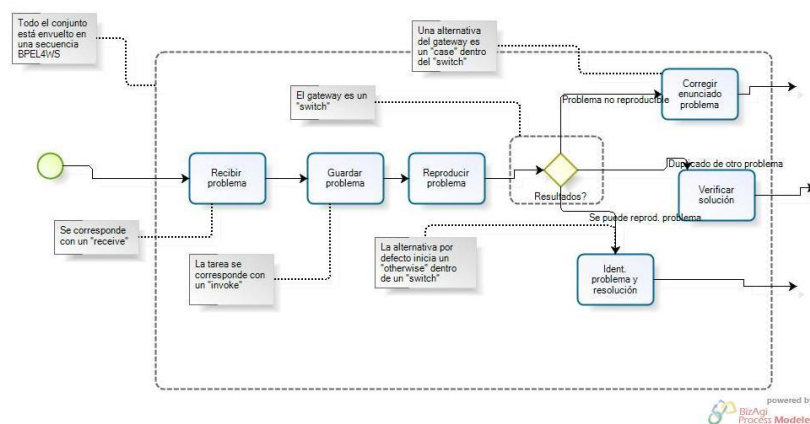 Todo el conjunto
está envuelto en
una secuencia
BPEL4WS
Una alternativa
del gateway es
un "case" dentro
del "switch"
El gateway es un
"switch"
Corregir
enunciado
problema
Problema no reproducible
Recibir
problema
Guardar
problema
Reproducir
problema
Resultados?
Duplicado de otro problema
Verificar
solución
Se puede reprod. problema
Se corresponde
con un "receive"
La tarea se
corresponde con
un "invoke"
La alternativa por
defecto inicia un
"otherwise" dentro
de un "switch"
Ident.
problema y
resolución
powered by
BizAgi
Process Modele